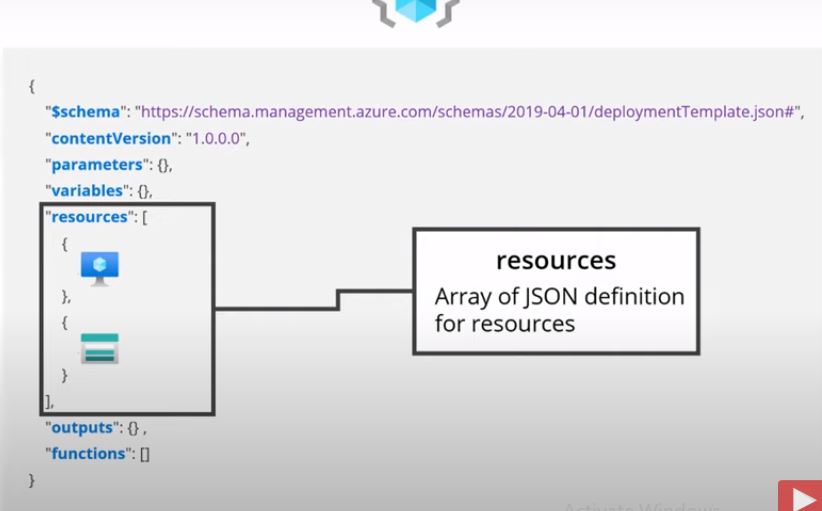 {
"$schema": "https://schema.management.azure.com/schemas/2019-04-01/deploymentTemplate.json#",
"contentVersion": "1.0.0.0",
"parameters": {},
"variables": {},
"resources": [
{
},
{
}
],
"outputs": {} ,
"functions": []
}
resources
Array of JSON definition
for resources
Activate Windows